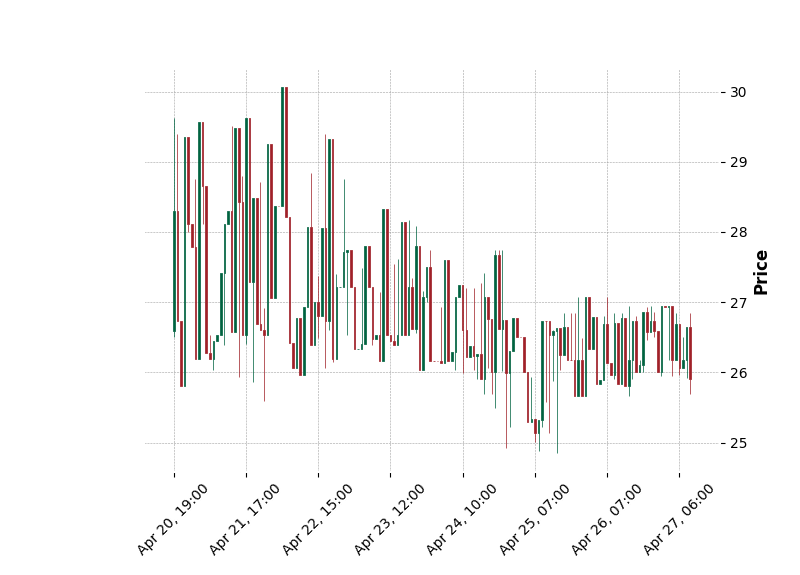 30
29
28
27
26
25
Price
Apr 20, 19:00
Apr 21, 17:00
Apr 22, 15:00
Apr 23, 12:00
Apr 24, 10:00
Apr 25, 07:00
Apr 26, 07:00
Apr 27, 06:00